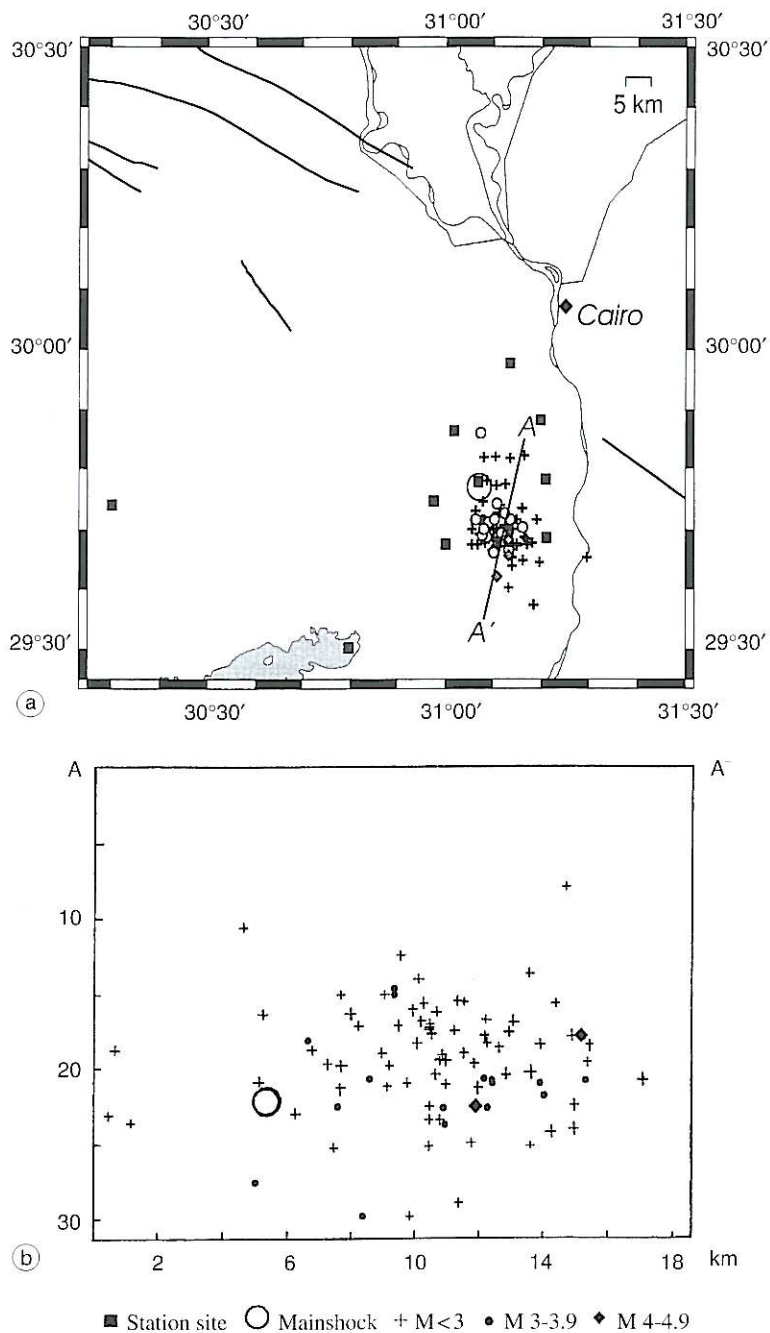 30°30′ 31°00′ 31°30′
30°30′ 30°30′
5 km
Cairo
30°00′ 30°00′
A
A′
29°30′ 29°30′
a
30°30′ 31°00′ 31°30′
A A′
10
20
30
b
2 6 10 14 18 km
Station site Mainshock M<3 M 3-3.9 M 4-4.9